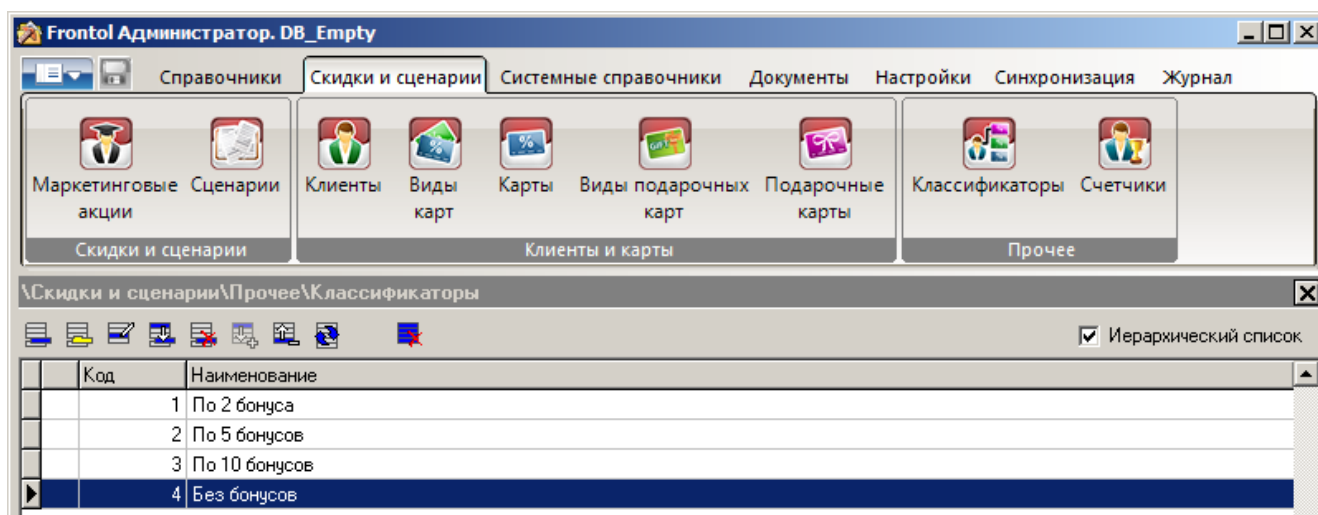 Frontol Администратор. DB_Empty
Справочники Скидки и сценарии Системные справочники Документы Настройки Синхронизация Журнал
Маркетинговые акции Сценарии Клиенты Виды карт Карты Виды подарочных карт Подарочные карты Классификаторы Счетчики
Скидки и сценарии Клиенты и карты Прочее
\Скидки и сценарии\Прочее\Классификаторы
Иерархический список
Код Наименование
1 По 2 бонуса
2 По 5 бонусов
3 По 10 бонусов
4 Без бонусов